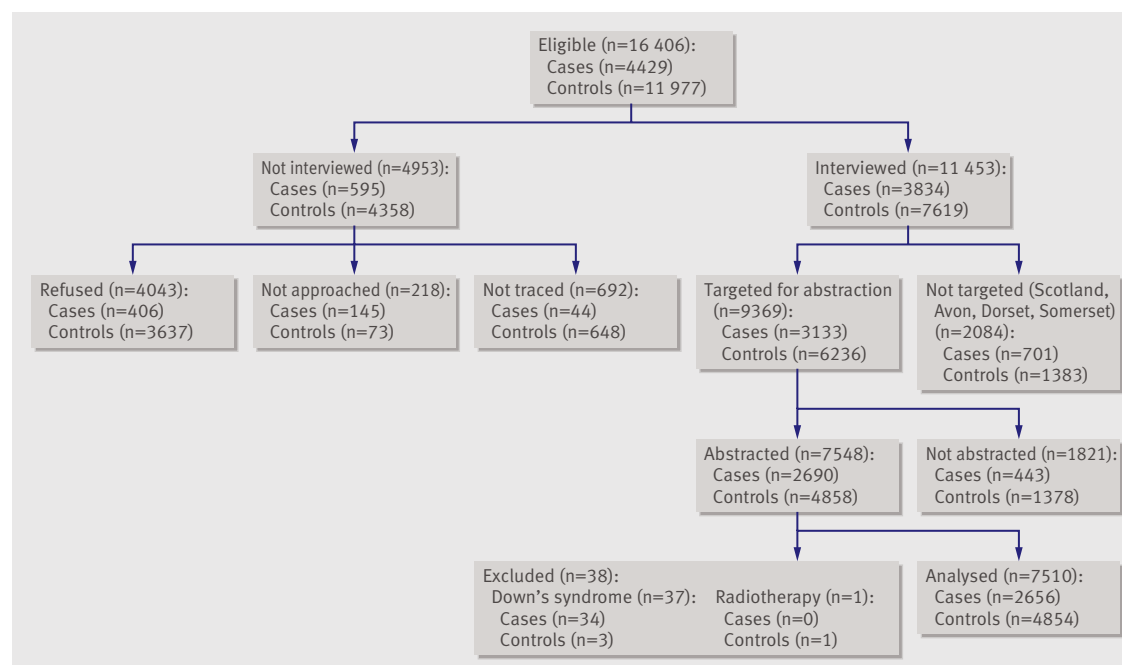 Eligible (n=16 406):
Cases (n=4429)
Controls (n=11 977)
Not interviewed (n=4953):
Cases (n=595)
Controls (n=4358)
Interviewed (n=11 453):
Cases (n=3834)
Controls (n=7619)
Refused (n=4043):
Cases (n=406)
Controls (n=3637)
Not approached (n=218):
Cases (n=145)
Controls (n=73)
Not traced (n=692):
Cases (n=44)
Controls (n=648)
Targeted for abstraction
(n=9369):
Cases (n=3133)
Controls (n=6236)
Not targeted (Scotland,
Avon, Dorset, Somerset)
(n=2084):
Cases (n=701)
Controls (n=1383)
Abstracted (n=7548):
Cases (n=2690)
Controls (n=4858)
Not abstracted (n=1821):
Cases (n=443)
Controls (n=1378)
Excluded (n=38):
Down's syndrome (n=37):
Cases (n=34)
Controls (n=3)
Radiotherapy (n=1):
Cases (n=0)
Controls (n=1)
Analysed (n=7510):
Cases (n=2656)
Controls (n=4854)